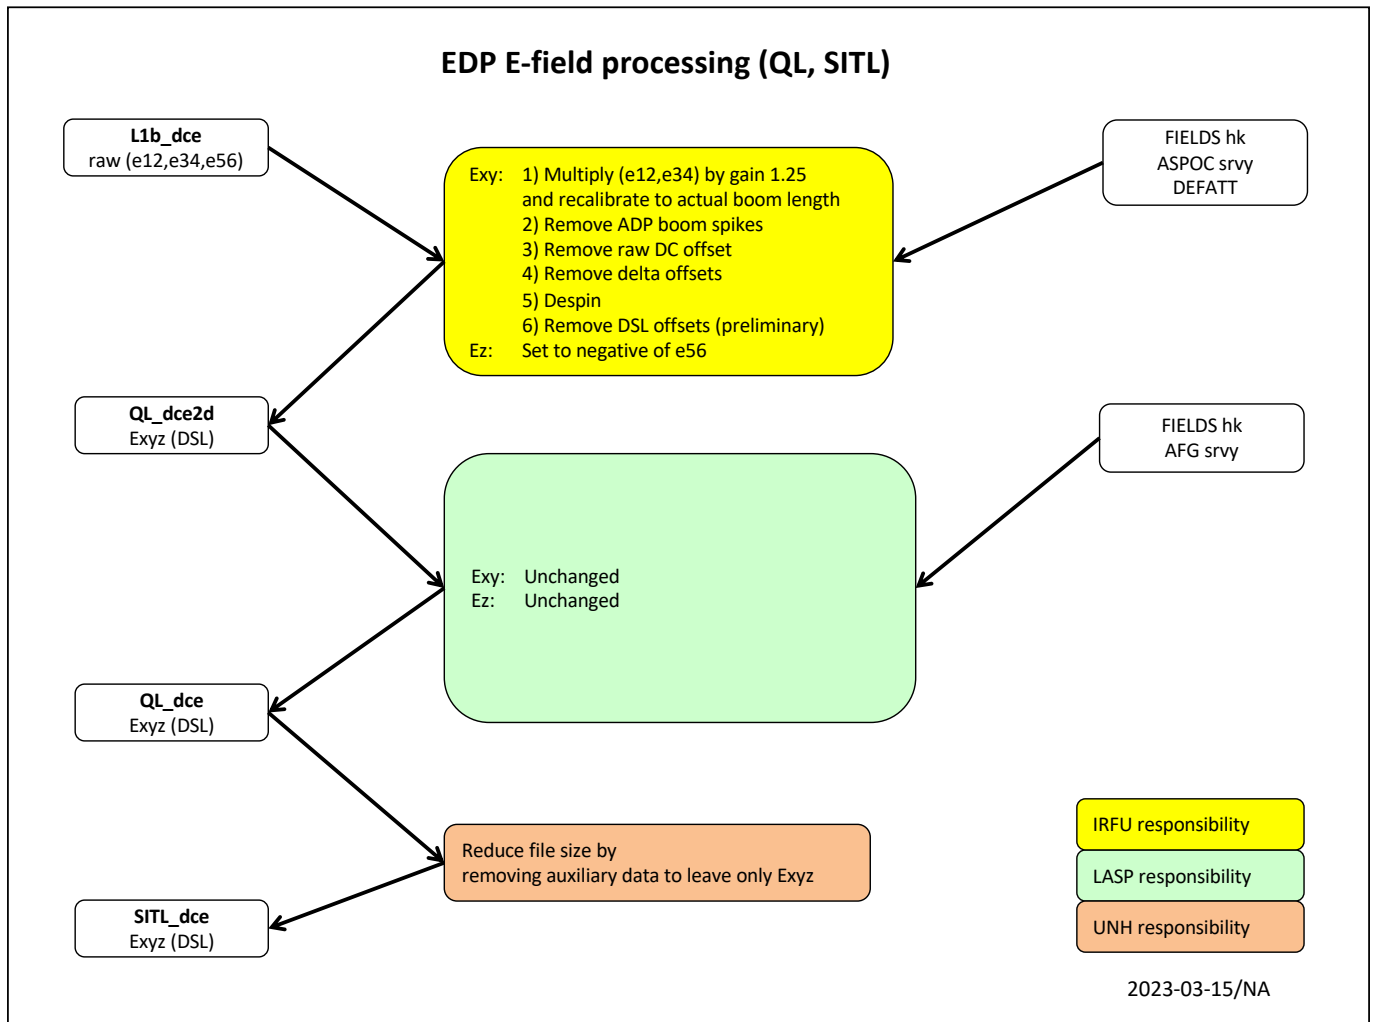 EDP E-field processing (QL, SITL)
L1b_dce
raw (e12,e34,e56)
FIELDS hk
ASPOC srvy
DEFATT
Exy: 1) Multiply (e12,e34) by gain 1.25
and recalibrate to actual boom length
2) Remove ADP boom spikes
3) Remove raw DC offset
4) Remove delta offsets
5) Despin
6) Remove DSL offsets (preliminary)
Ez: Set to negative of e56
QL_dce2d
Exyz (DSL)
FIELDS hk
AFG srvy
Exy: Unchanged
Ez: Unchanged
QL_dce
Exyz (DSL)
Reduce file size by
removing auxiliary data to leave only Exyz
SITL_dce
Exyz (DSL)
IRFU responsibility
LASP responsibility
UNH responsibility
2023-03-15/NA